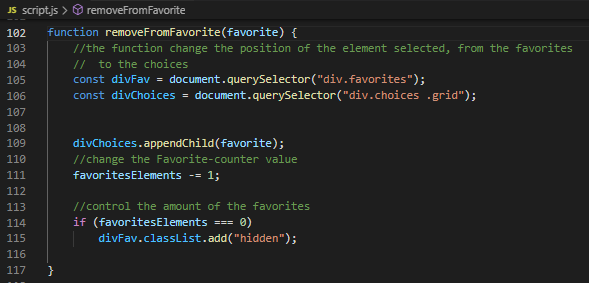 JS script.js > removeFromFavorite
102 function removeFromFavorite(favorite) {
103 //the function change the position of the element selected, from the favorites
104 // to the choices
105 const divFav = document.querySelector("div.favorites");
106 const divChoices = document.querySelector("div.choices .grid");
107
108
109 divChoices.appendChild(favorite);
110 //change the Favorite-counter value
111 favoritesElements -= 1;
112
113 //control the amount of the favorites
114 if (favoritesElements === 0)
115 divFav.classList.add("hidden");
116
117 }